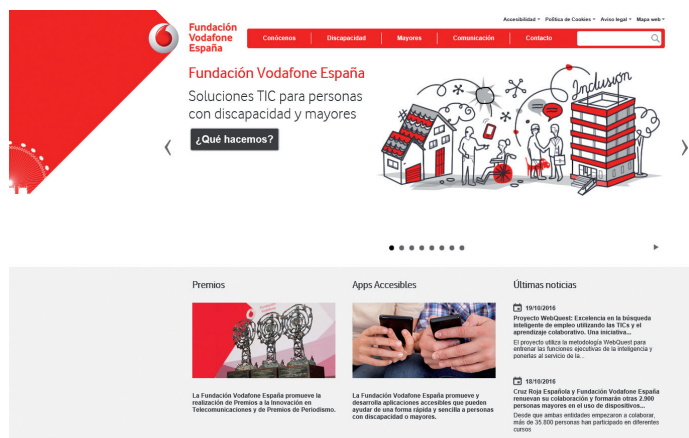 Accesibilidad Política de Cookies Aviso legal Mapa web
Fundación
Vodafone
España
Conócenos Discapacidad Mayores Comunicación Contacto
Fundación Vodafone España
Soluciones TIC para personas
con discapacidad y mayores
¿Qué hacemos?
Inclusión
Premios
La Fundación Vodafone España promueve la
realización de Premios a la Innovación en
Telecomunicaciones y de Premios de Periodismo.
Apps Accesibles
La Fundación Vodafone España promueve y
desarrolla aplicaciones accesibles que pueden
ayudar de una forma rápida y sencilla a personas
con discapacidad o mayores.
Últimas noticias
19/10/2016
Proyecto WebQuest: Excelencia en la búsqueda
inteligente de empleo utilizando las TICs y el
aprendizaje colaborativo. Una iniciativa...
El proyecto utiliza la metodología WebQuest para
entrenar las funciones ejecutivas de la inteligencia y
ponerlas al servicio de la...
18/10/2016
Cruz Roja Española y Fundación Vodafone España
renuevan su colaboración y formarán otras 2.900
personas mayores en el uso de dispositivos...
Desde que ambas entidades empezaron a colaborar,
más de 35.800 personas han participado en diferentes
cursos